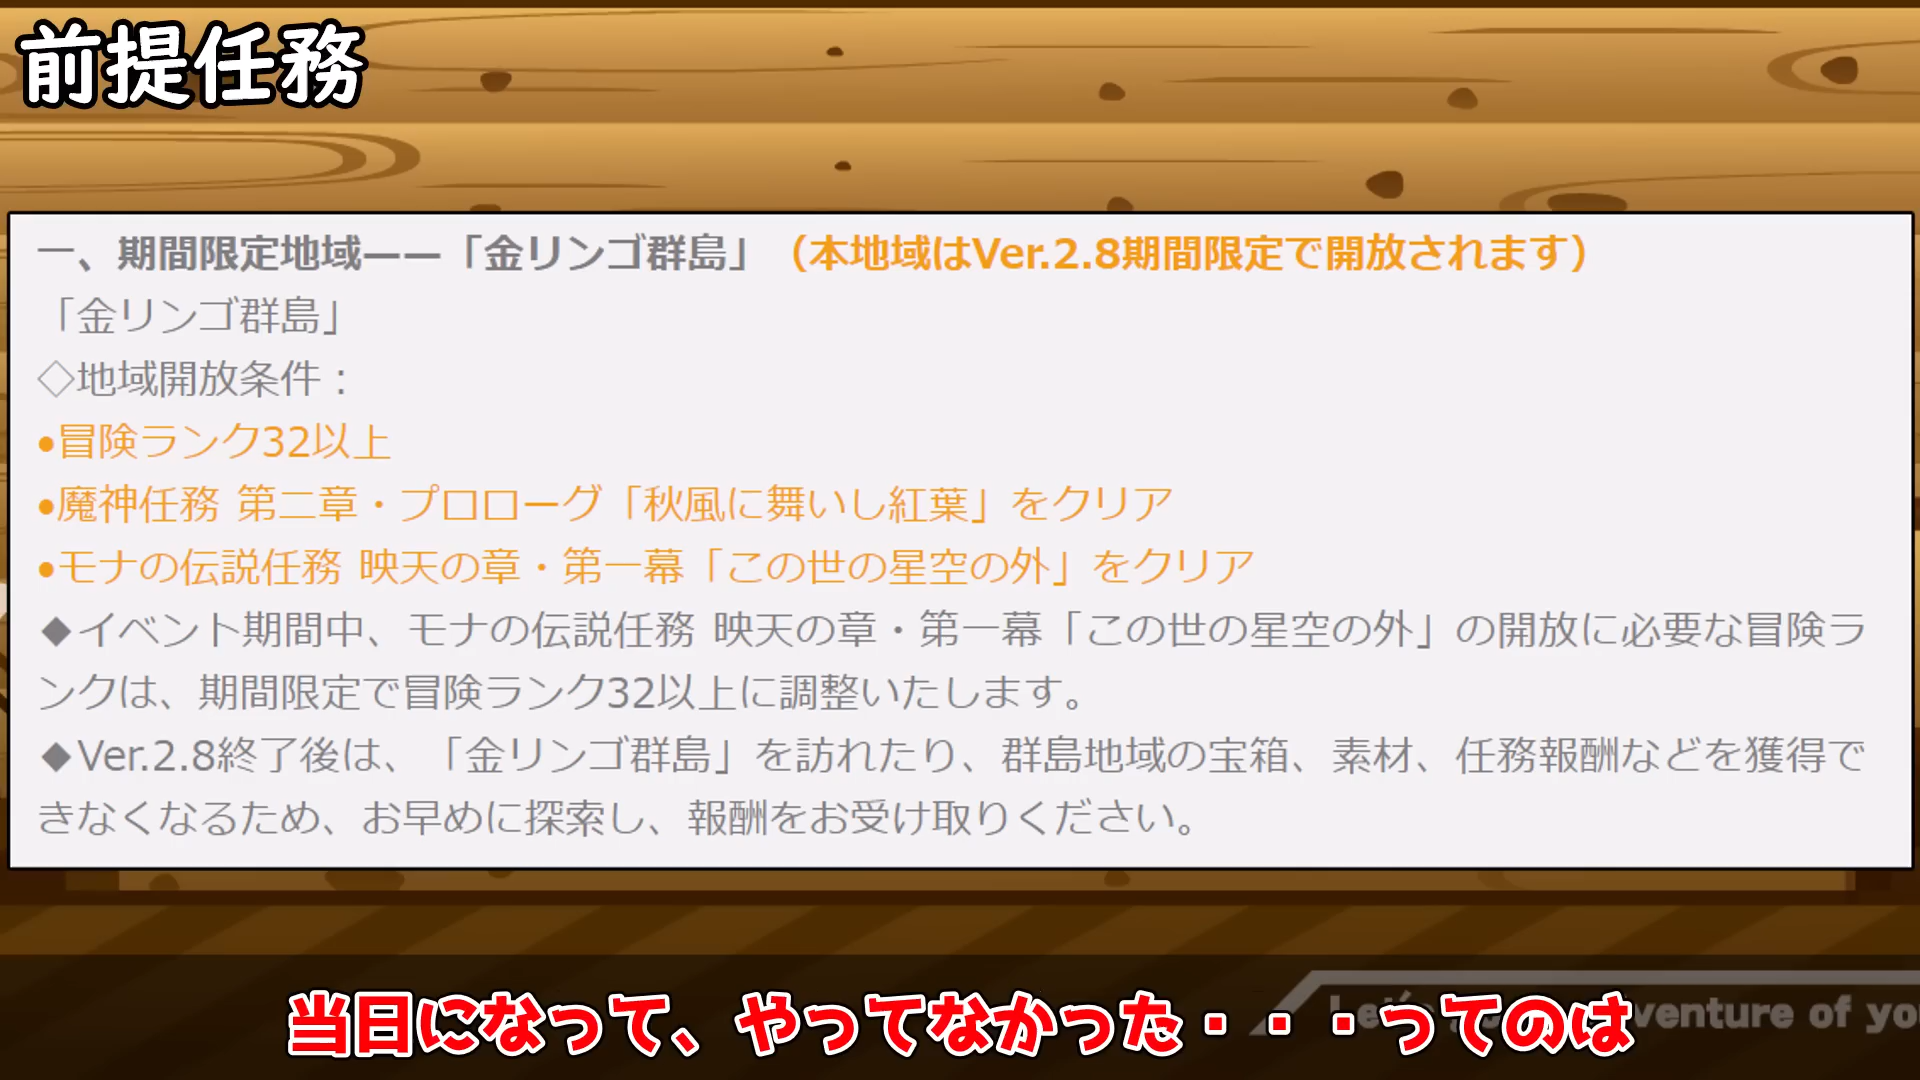 前提任務
一、期間限定地域——「金リンゴ群島」（本地域はVer.2.8期間限定で開放されます）
「金リンゴ群島」
◇地域開放条件：
●冒険ランク32以上
●魔神任務 第二章・プロローグ「秋風に舞いし紅葉」をクリア
●モナの伝説任務 映天の章・第一幕「この世の星空の外」をクリア
◆イベント期間中、モナの伝説任務 映天の章・第一幕「この世の星空の外」の開放に必要な冒険ラ
ンクは、期間限定で冒険ランク32以上に調整いたします。
◆Ver.2.8終了後は、「金リンゴ群島」を訪れたり、群島地域の宝箱、素材、任務報酬などを獲得で
きなくなるため、お早めに探索し、報酬をお受け取りください。
当日になって、やってなかった・・・ってのは
of